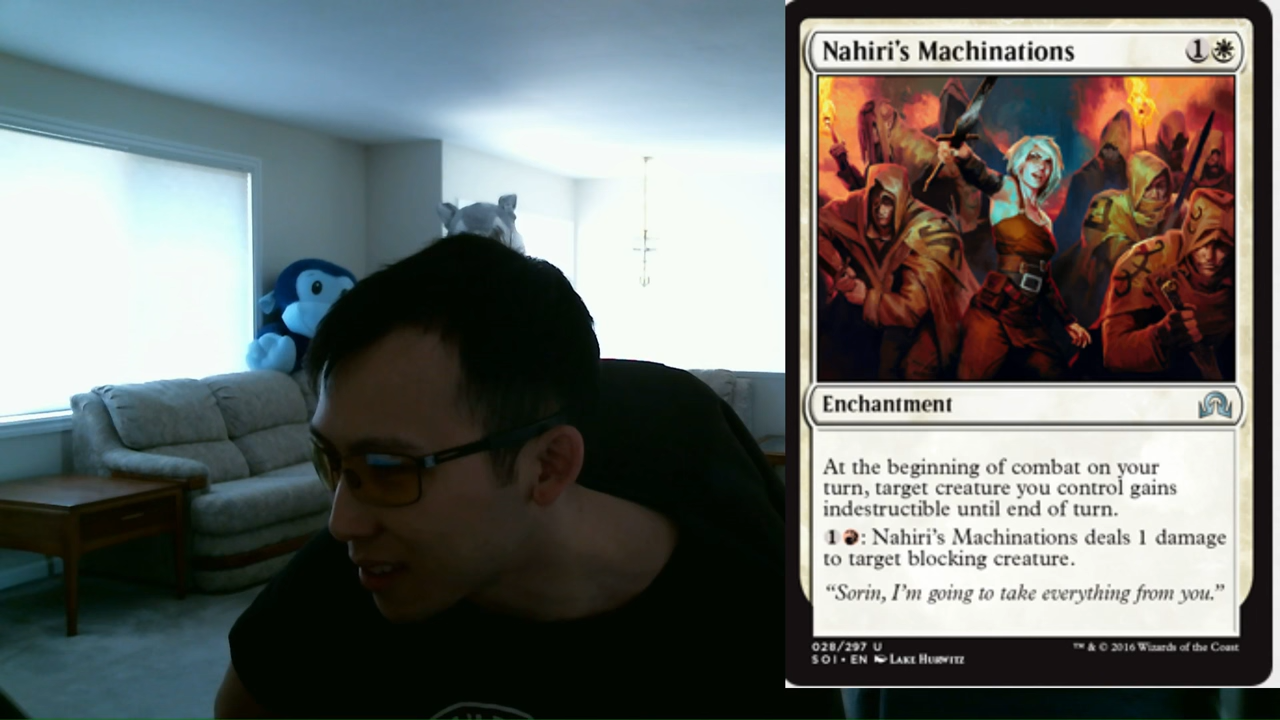 Nahiri's Machinations 1
Enchantment
At the beginning of combat on your
turn, target creature you control gains
indestructible until end of turn.
1 : Nahiri's Machinations deals 1 damage
to target blocking creature.
“Sorin, I'm going to take everything from you.”
028/297 U
SOI • EN LAKE HURWITZ
™ & © 2016 Wizards of the Coast